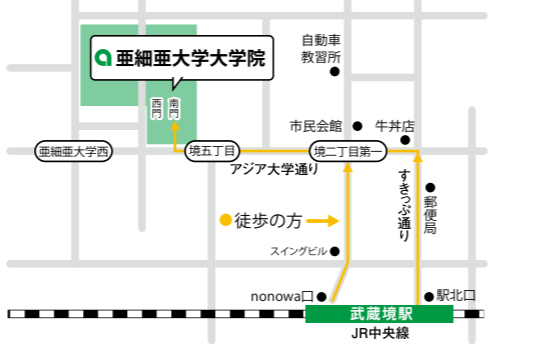 亜細亜大学大学院
自動車
教習所
西門
南門
市民会館
牛丼店
亜細亜大学西
境五丁目
境二丁目第一
アジア大学通り
すきっぷ通り
郵便局
徒歩の方
スイングビル
nonowa口
駅北口
武蔵境駅
JR中央線